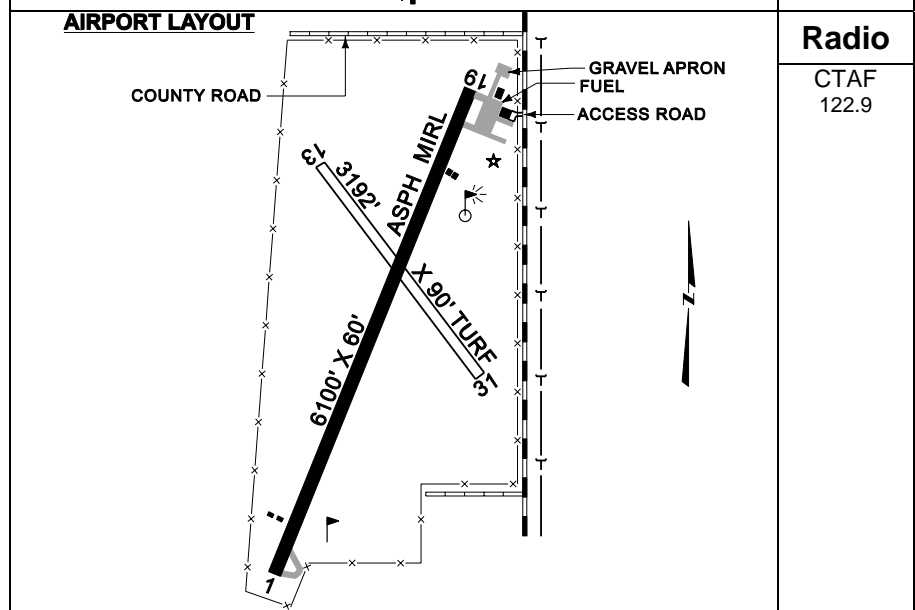 AIRPORT LAYOUT
Radio
CTAF
122.9
COUNTY ROAD
GRAVEL APRON
FUEL
ACCESS ROAD
19
ASPH MIRL
6100' X 60'
1
13
3192'
X 90' TURF
31
N